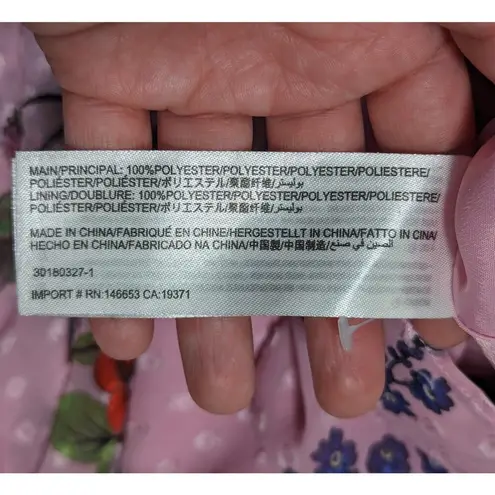 MAIN/PRINCIPAL: 100%POLYESTER/POLYESTER/POLYESTER/POLIESTERE/
POLIÉSTER/POLIÉSTER/ポリエステル/聚酯纤维/بوليستر/
LINING/DOUBLURE: 100%POLYESTER/POLYESTER/POLYESTER/POLIESTERE/
POLIÉSTER/POLIÉSTER/ポリエステル/聚酯纤维/بوليستر/
MADE IN CHINA/FABRIQUÉ EN CHINE/HERGESTELLT IN CHINA/FATTO IN CINA/
HECHO EN CHINA/FABRICADO NA CHINA/中国製/中国制造/صنع في الصين
30180327-1
IMPORT # RN:146653 CA:19371